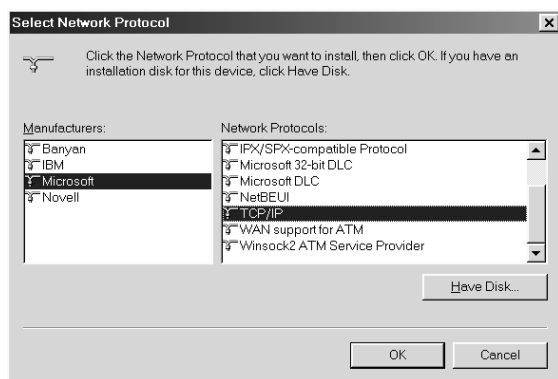 Select Network Protocol
Click the Network Protocol that you want to install, then click OK. If you have an
installation disk for this device, click Have Disk.
Manufacturers:
Banyan
IBM
Microsoft
Novell
Network Protocols:
IPX/SPX-compatible Protocol
Microsoft 32-bit DLC
Microsoft DLC
NetBEUI
TCP/IP
WAN support for ATM
Winsock2 ATM Service Provider
Have Disk...
OK
Cancel